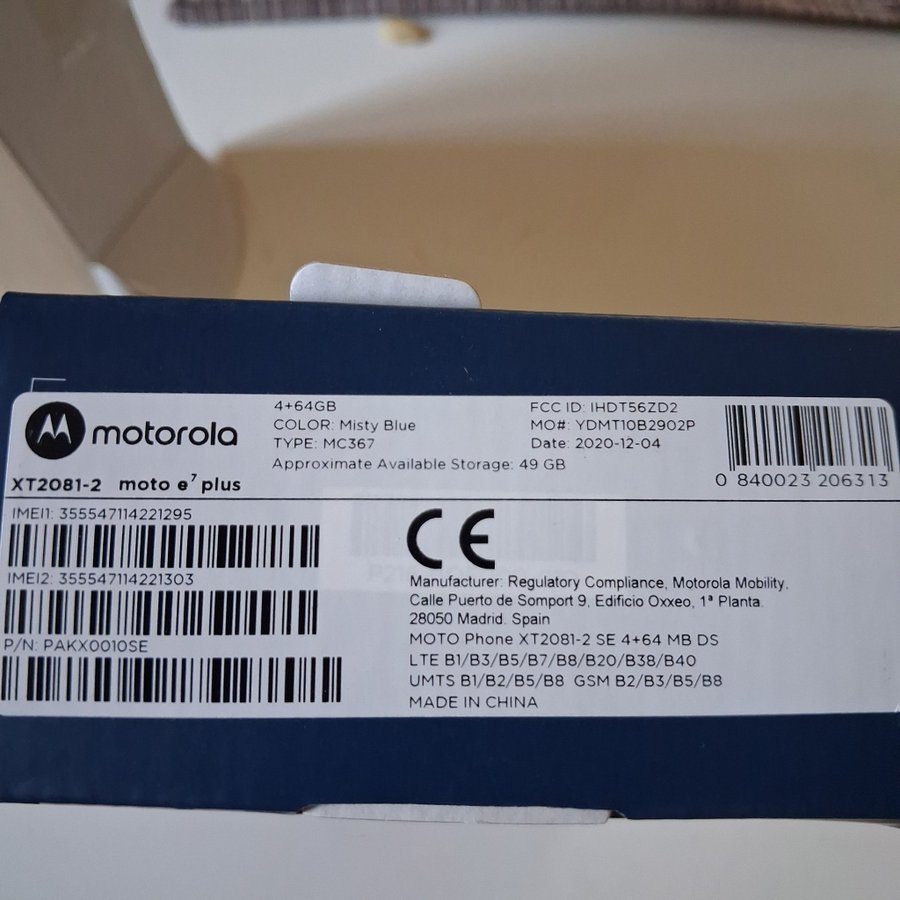 motorola
XT2081-2 moto e⁷ plus
4+64GB
COLOR: Misty Blue
TYPE: MC367
Approximate Available Storage: 49 GB
FCC ID: IHDT56ZD2
MO#: YDMT10B2902P
Date: 2020-12-04
0 840023 206313
IMEI1: 355547114221295
IMEI2: 355547114221303
P/N: PAKX0010SE
CE
Manufacturer: Regulatory Compliance, Motorola Mobility,
Calle Puerto de Somport 9, Edificio Oxxeo, 1ª Planta.
28050 Madrid. Spain
MOTO Phone XT2081-2 SE 4+64 MB DS
LTE B1/B3/B5/B7/B8/B20/B38/B40
UMTS B1/B2/B5/B8 GSM B2/B3/B5/B8
MADE IN CHINA